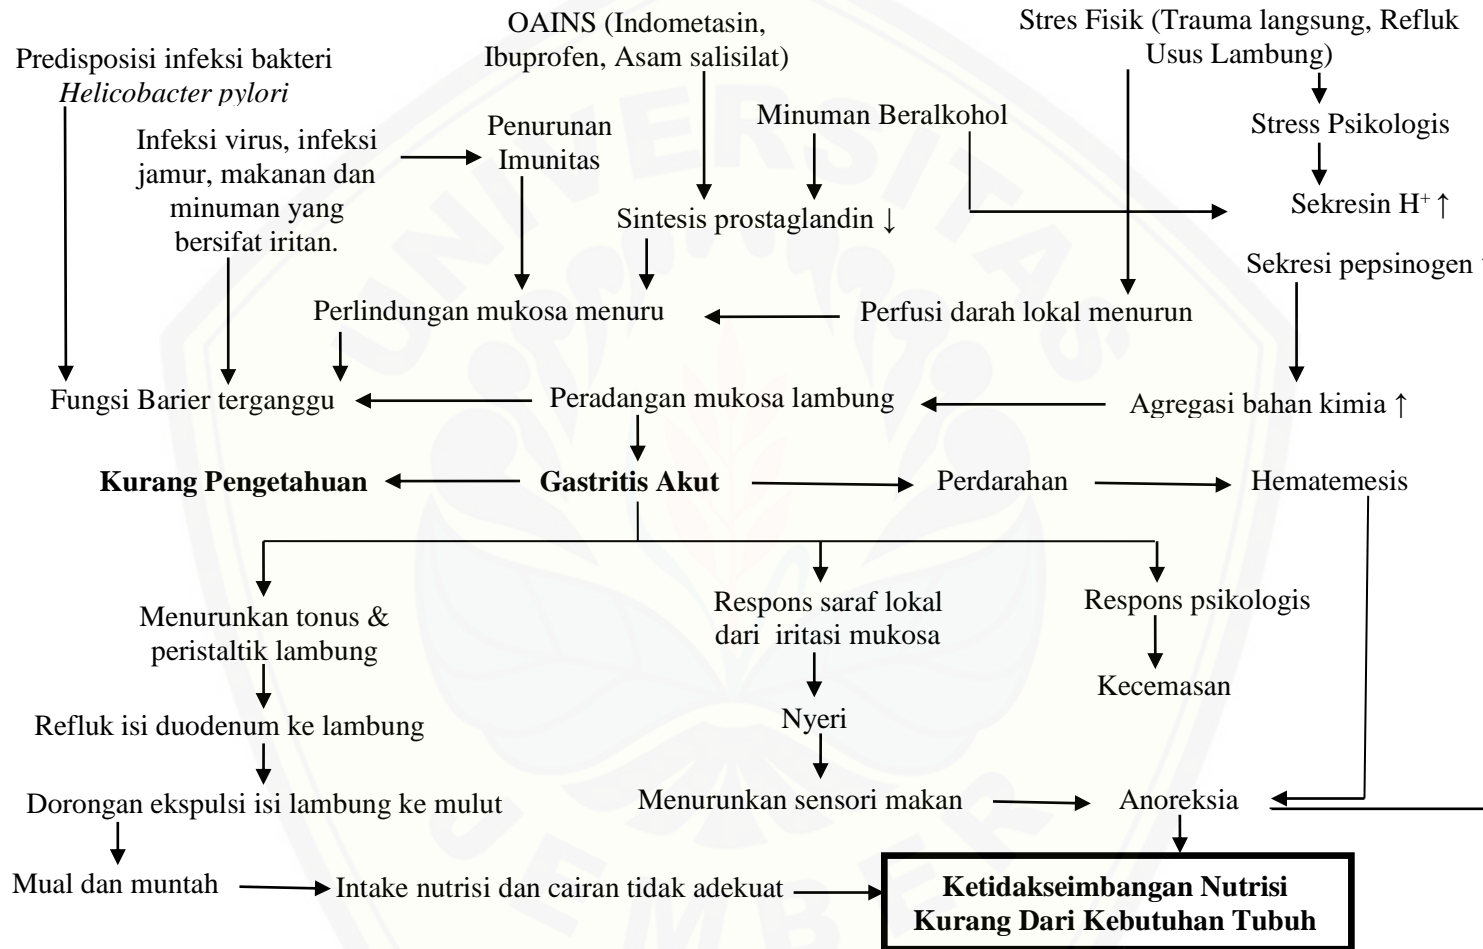 OAINS (Indometasin,
Ibuprofen, Asam salisilat)
Stres Fisik (Trauma langsung, Refluk
Usus Lambung)
Predisposisi infeksi bakteri
Helicobacter pylori
Infeksi virus, infeksi
jamur, makanan dan
minuman yang
bersifat iritan.
Penurunan
Imunitas
Minuman Beralkohol
Stress Psikologis
Sintesis prostaglandin ↓
Sekresin H⁺ ↑
Sekresi pepsinogen
Perlindungan mukosa menuru
Perfusi darah lokal menurun
Fungsi Barier terganggu
Peradangan mukosa lambung
Agregasi bahan kimia ↑
Kurang Pengetahuan
Gastritis Akut
Perdarahan
Hematemesis
Menurunkan tonus &
peristaltik lambung
Respons saraf lokal
dari iritasi mukosa
Respons psikologis
Kecemasan
Refluk isi duodenum ke lambung
Nyeri
Dorongan ekspulsi isi lambung ke mulut
Menurunkan sensori makan
Anoreksia
Mual dan muntah
Intake nutrisi dan cairan tidak adekuat
Ketidakseimbangan Nutrisi
Kurang Dari Kebutuhan Tubuh
UNIVERSITAS
JEMBER